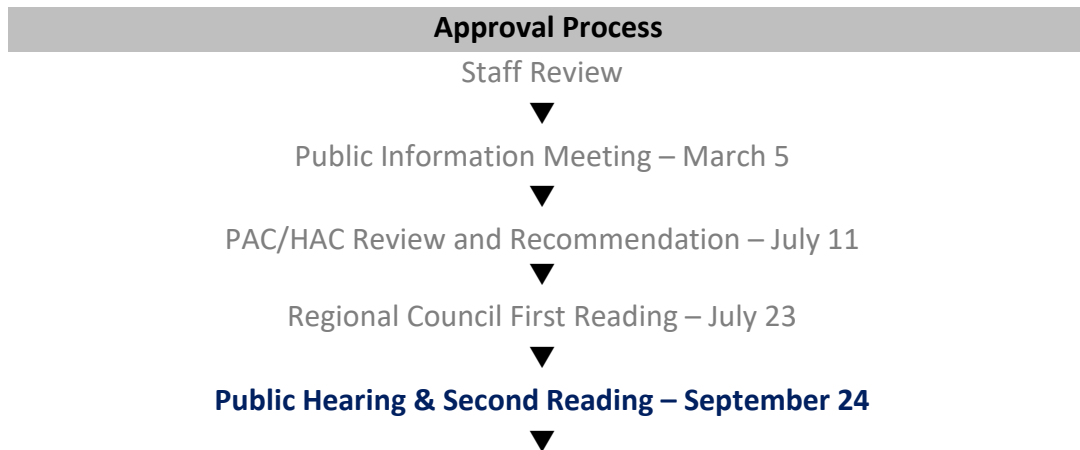 Approval Process
Staff Review
Public Information Meeting – March 5
PAC/HAC Review and Recommendation – July 11
Regional Council First Reading – July 23
Public Hearing & Second Reading – September 24